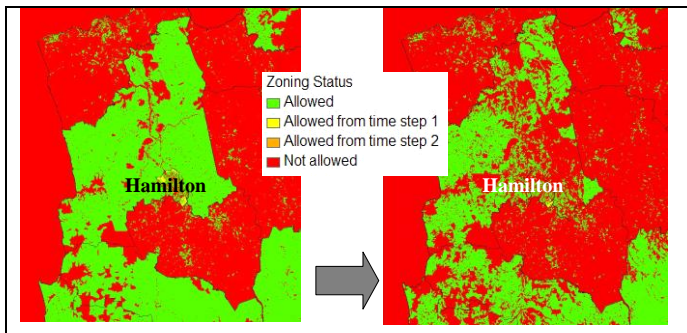 Zoning Status
Allowed
Allowed from time step 1
Allowed from time step 2
Not allowed
Hamilton
Hamilton